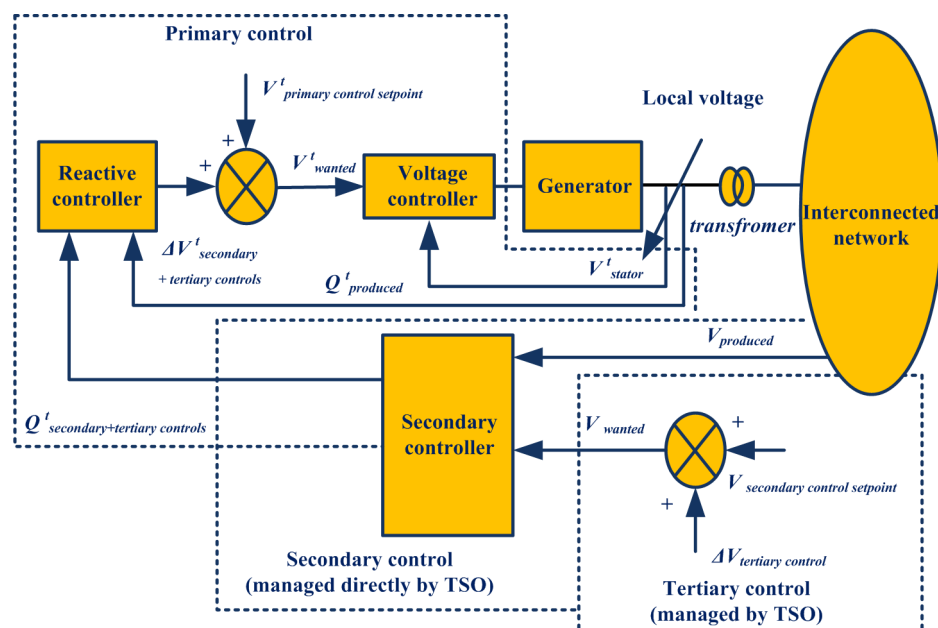 Primary control
V^t primary control setpoint
Local voltage
+
+
Reactive
controller
V^t wanted
Voltage
controller
Generator
transfromer
Interconnected
network
ΔV^t secondary
+ tertiary controls
Q^t produced
V^t stator
V produced
Q^t secondary+tertiary controls
Secondary
controller
V wanted
+
V secondary control setpoint
+
ΔV tertiary control
Secondary control
(managed directly by TSO)
Tertiary control
(managed by TSO)